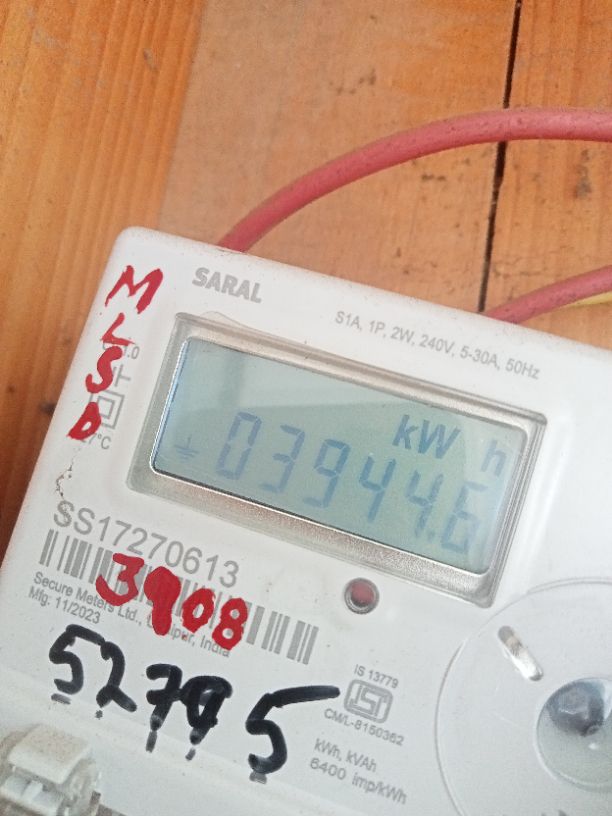 SARAL
S1A, 1P, 2W, 240V, 5-30A, 50Hz
MLSD
kW h
03944.6
SS17270613
3908
Secure Meters Ltd., India
Mfg: 11/2023
IS 13779
CM/L-8150362
kWh, kVAh
6400 imp/kWh